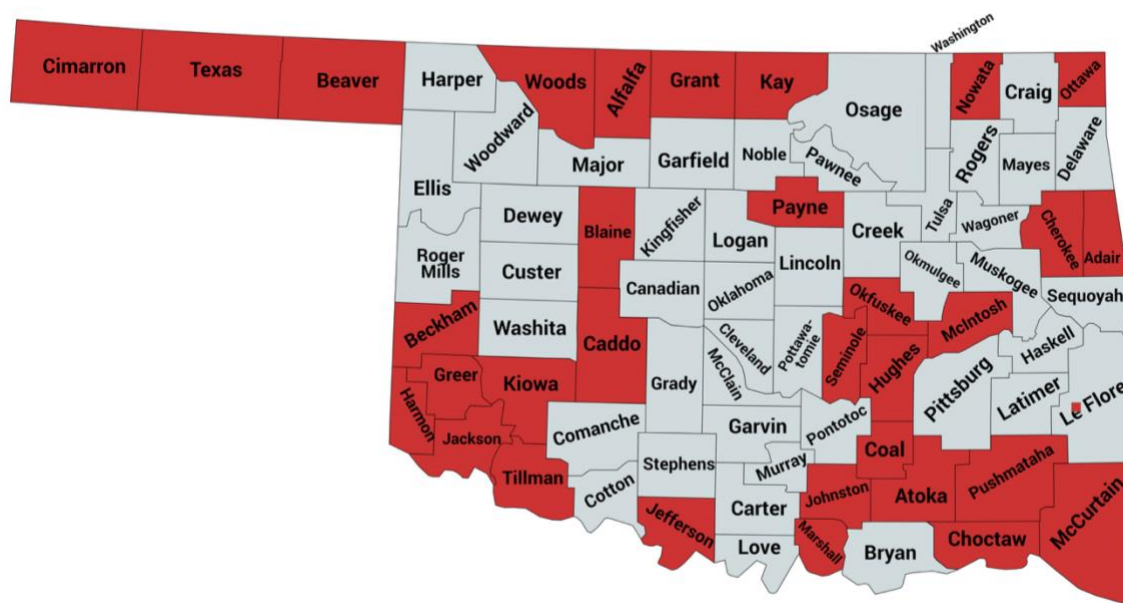 Washington
Cimarron
Texas
Beaver
Harper
Woods
Alfalfa
Grant
Kay
Osage
Nowata
Craig
Ottawa
Woodward
Major
Garfield
Noble
Pawnee
Rogers
Mayes
Delaware
Ellis
Dewey
Blaine
Kingfisher
Logan
Payne
Creek
Tulsa
Wagoner
Cherokee
Adair
Roger
Mills
Custer
Canadian
Oklahoma
Lincoln
Okmulgee
Muskogee
Sequoyah
Beckham
Washita
Caddo
Grady
McClain
Cleveland
Pottawa-
tomie
Seminole
Okfuskee
Hughes
McIntosh
Pittsburg
Haskell
Latimer
Le Flore
Harmon
Greer
Kiowa
Jackson
Tillman
Comanche
Cotton
Stephens
Garvin
Murray
Pontotoc
Coal
Jefferson
Carter
Love
Johnston
Marshall
Atoka
Bryan
Pushmataha
Choctaw
McCurtain